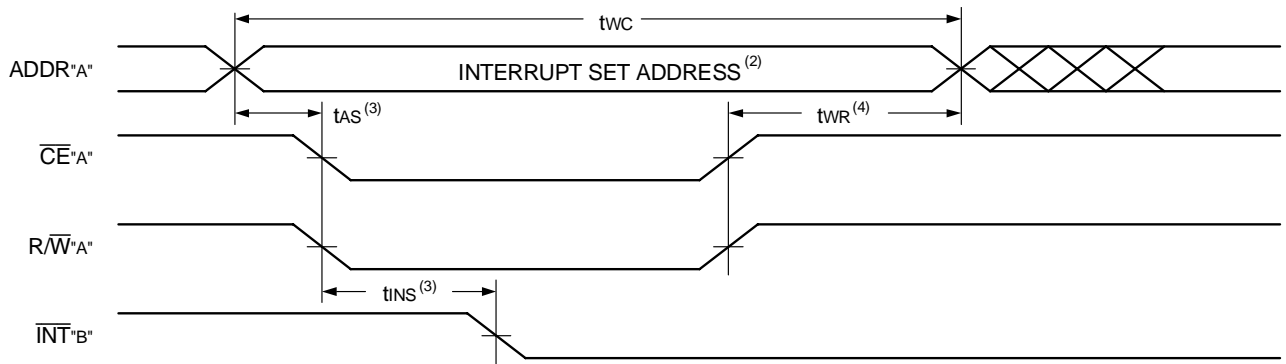 tWC
ADDR"A"
INTERRUPT SET ADDRESS(2)
tAS(3)
tWR(4)
CE"A"
R/W"A"
tINS(3)
INT"B"